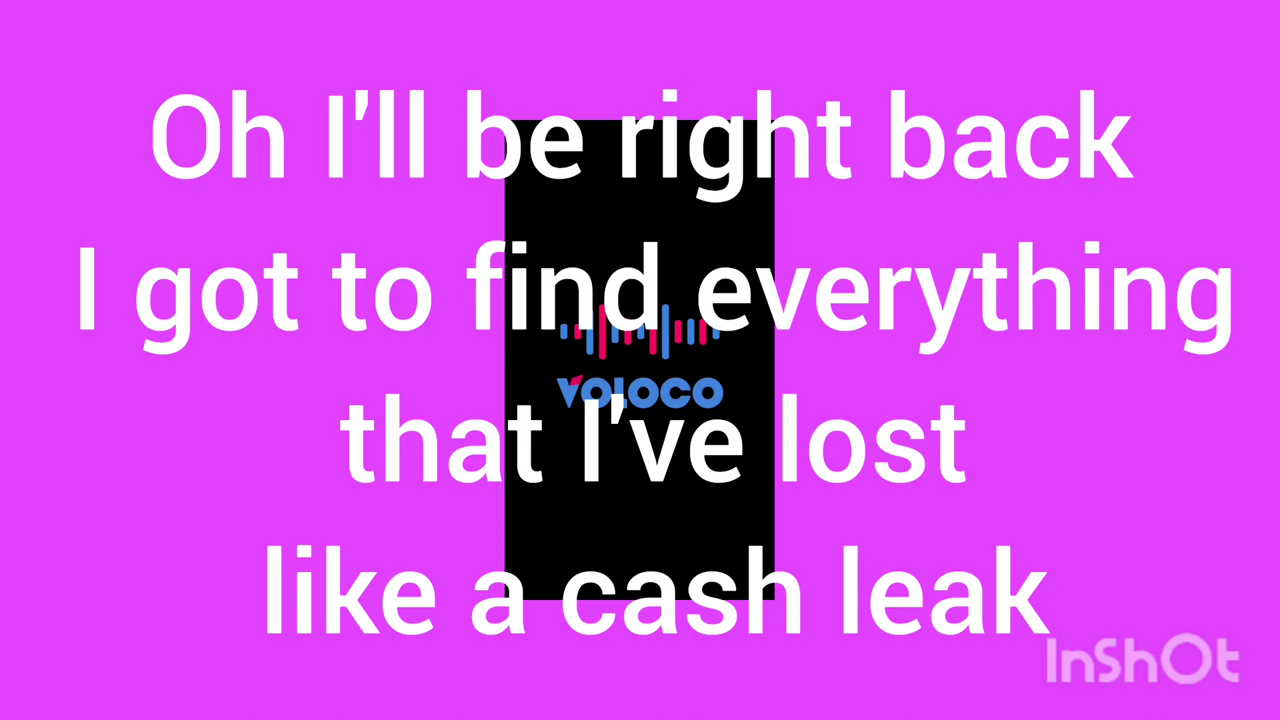 Oh I'll be right back
I got to find everything
VOLOCO
that I've lost
like a cash leak
InShOt